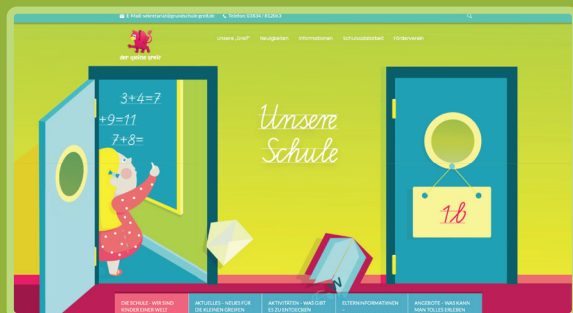 E-Mail: sekretariat@grundschule-greif.de Telefon: 03834 / 812563
der kleine Greif
Unsere „Greif“ Neuigkeiten Informationen Schulsozialarbeit Förderverein
3+4=7
+9=11
7+8=
Unsere
Schule
1b
DIE SCHULE - WIR SIND
KINDER EINER WELT
AKTUELLES - NEUES FÜR
DIE KLEINEN GREIFEN
AKTIVITÄTEN - WAS GIBT
ES ZU ENTDECKEN
ELTERNINFORMATIONEN
–
ANGEBOTE - WAS KANN
MAN TOLLES ERLEBEN